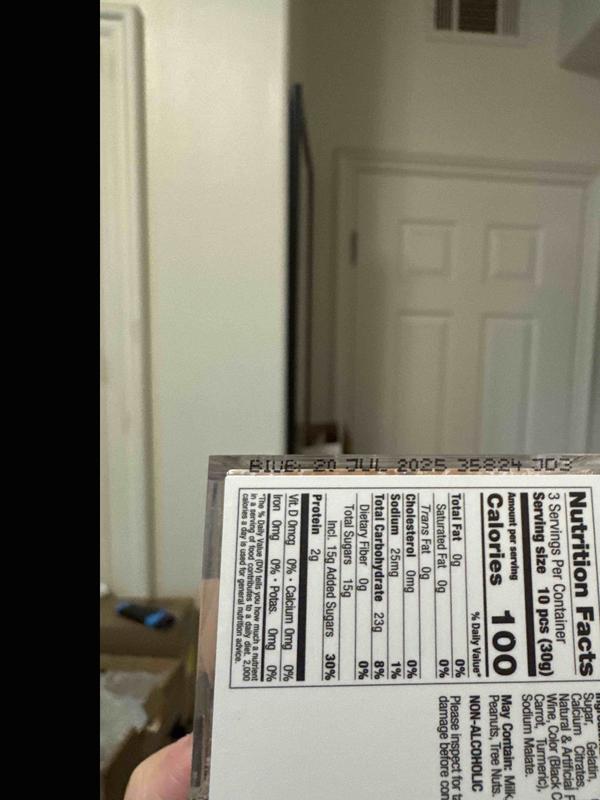 Nutrition Facts
3 Servings Per Container
Serving size 10 pcs (30g)
Amount per serving
Calories 100
% Daily Value*
Total Fat 0g 0%
Saturated Fat 0g 0%
Trans Fat 0g
Cholesterol 0mg 0%
Sodium 25mg 1%
Total Carbohydrate 23g 8%
Dietary Fiber 0g 0%
Total Sugars 15g
Incl. 15g Added Sugars 30%
Protein 2g
Vit. D 0mcg 0% • Calcium 0mg 0%
Iron 0mg 0% • Potas. 0mg 0%
*The % Daily Value (DV) tells you how much a nutrient
in a serving of food contributes to a daily diet. 2,000
calories a day is used for general nutrition advice.
Sugar, Gelatin,
Calcium Citrates,
Natural & Artificial F
Wine, Color (Black C
Carrot, Turmeric),
Sodium Malate.
May Contain: Milk,
Peanuts, Tree Nuts.
NON-ALCOHOLIC
Please inspect for t
damage before con
20 JUL 2025